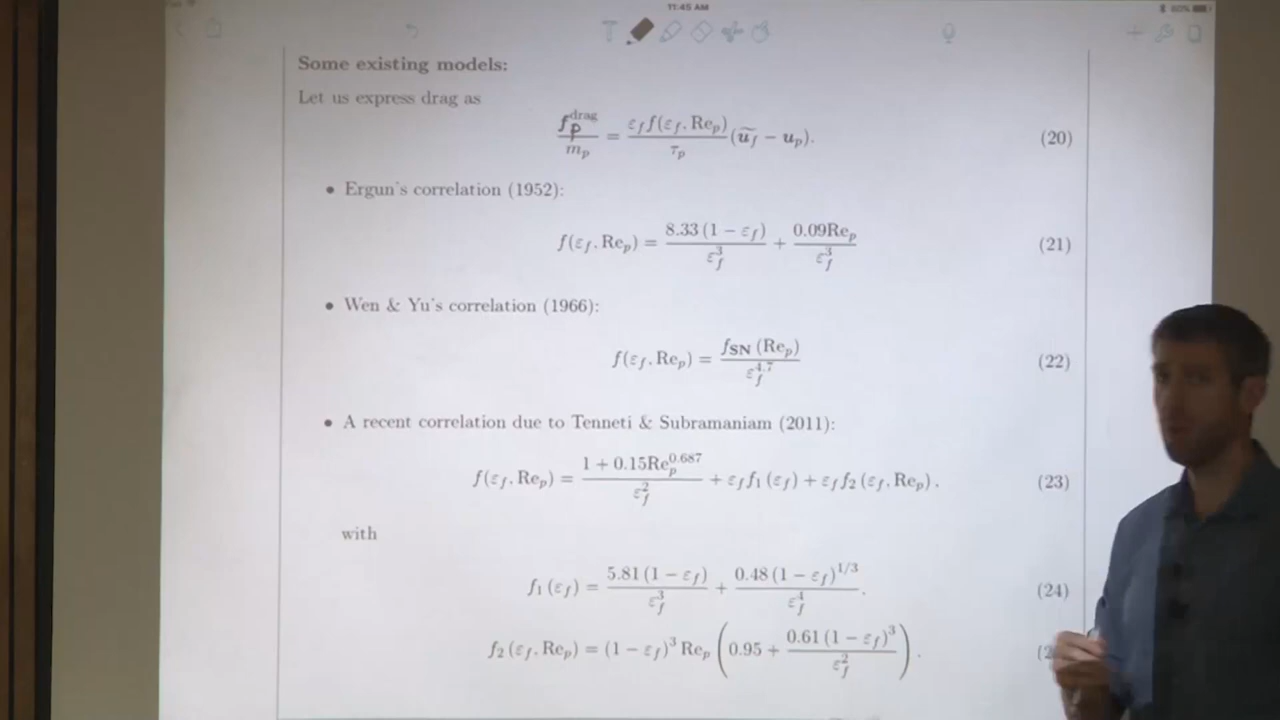 11:45 AM
80%
Some existing models:
Let us express drag as
f_p^drag / m_p = ε_f f(ε_f, Re_p) / τ_p (ũ_f − u_p). (20)
• Ergun's correlation (1952):
f(ε_f, Re_p) = 8.33 (1 − ε_f) / ε_f^3 + 0.09Re_p / ε_f^3 (21)
• Wen & Yu's correlation (1966):
f(ε_f, Re_p) = f_SN (Re_p) / ε_f^4.7 (22)
• A recent correlation due to Tenneti & Subramaniam (2011):
f(ε_f, Re_p) = 1 + 0.15Re_p^0.687 / ε_f^2 + ε_f f_1 (ε_f) + ε_f f_2 (ε_f, Re_p), (23)
with
f_1 (ε_f) = 5.81 (1 − ε_f) / ε_f^3 + 0.48 (1 − ε_f)^1/3 / ε_f^4, (24)
f_2 (ε_f, Re_p) = (1 − ε_f)^3 Re_p (0.95 + 0.61 (1 − ε_f)^3 / ε_f^2).